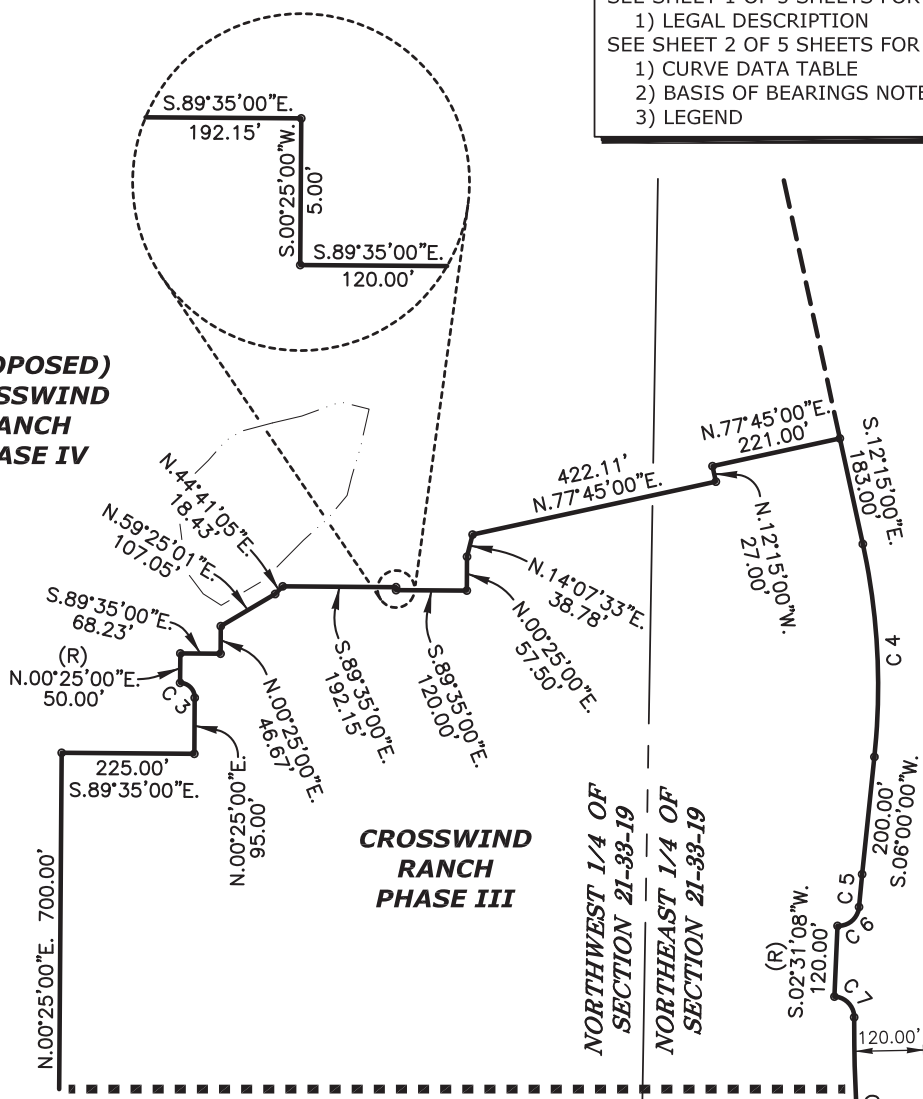 SEE SHEET 1 OF 5 SHEETS FOR
1) LEGAL DESCRIPTION
SEE SHEET 2 OF 5 SHEETS FOR
1) CURVE DATA TABLE
2) BASIS OF BEARINGS NOTE
3) LEGEND
S.89°35'00"E.
192.15'
S.00°25'00"W.
5.00'
S.89°35'00"E.
120.00'
OPOSED)
SSWIND
ANCH
ASE IV
N.44°41'05"E.
18.43'
N.59°25'01"E.
107.05'
S.89°35'00"E.
68.23'
(R)
N.00°25'00"E.
50.00'
C 3
225.00'
S.89°35'00"E.
N.00°25'00"E.
95.00'
N.00°25'00"E.
46.67'
S.89°35'00"E.
192.15'
S.89°35'00"E.
120.00'
N.00°25'00"E.
57.50'
N.14°07'33"E.
38.78'
422.11'
N.77°45'00"E.
N.77°45'00"E.
221.00'
N.12°15'00"W.
27.00'
S.12°15'00"E.
183.00'
C 4
200.00'
S.06°00'00"W.
C 5
C 6
(R)
S.02°31'08"W.
120.00'
C 7
120.00'
CROSSWIND
RANCH
PHASE III
NORTHWEST 1/4 OF
SECTION 21-33-19
NORTHEAST 1/4 OF
SECTION 21-33-19
N.00°25'00"E. 700.00'